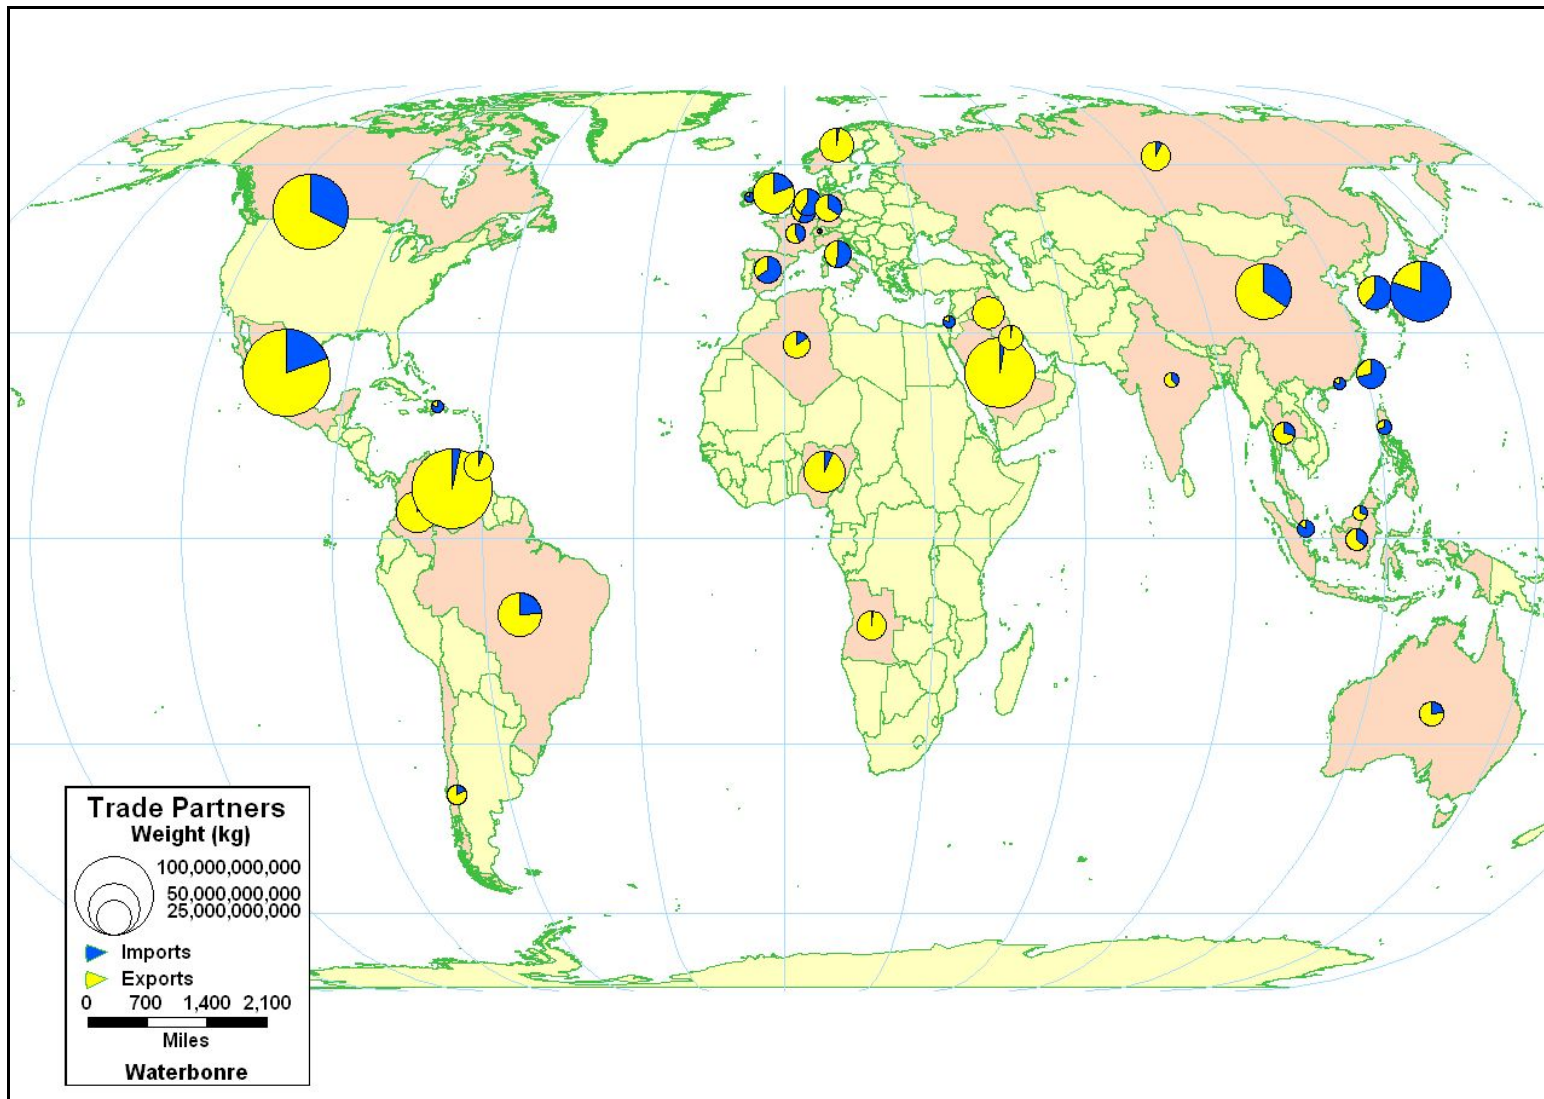 Trade Partners
Weight (kg)
100,000,000,000
50,000,000,000
25,000,000,000
Imports
Exports
0 700 1,400 2,100
Miles
Waterbonre